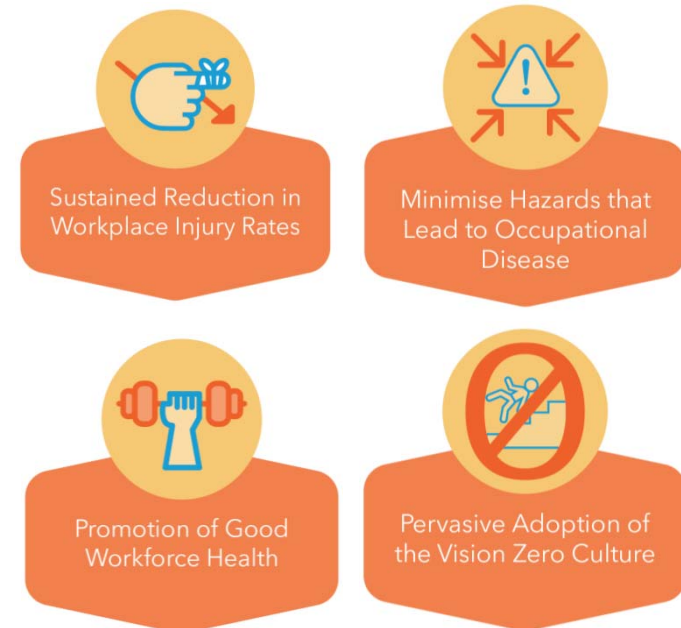 Sustained Reduction in
Workplace Injury Rates
Minimise Hazards that
Lead to Occupational
Disease
Promotion of Good
Workforce Health
Pervasive Adoption of
the Vision Zero Culture